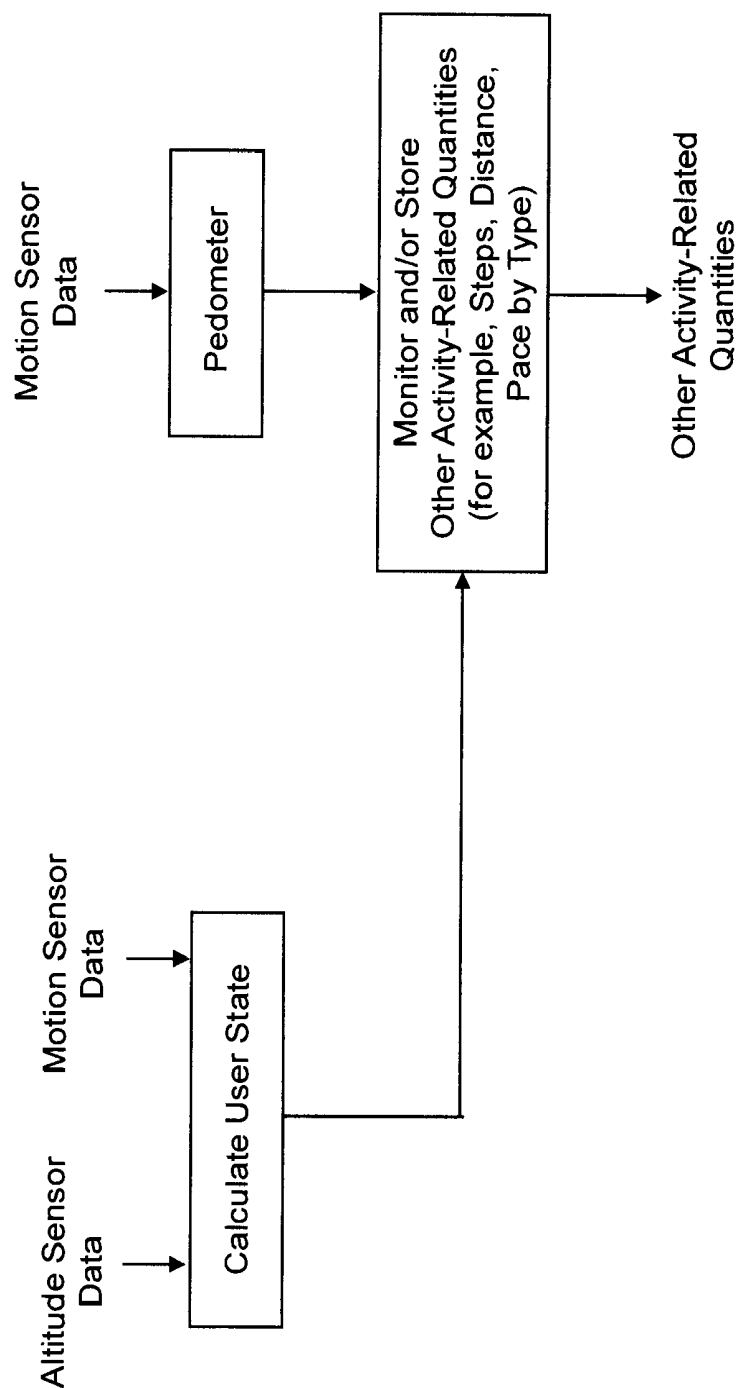 Altitude Sensor
Data
Motion Sensor
Data
Calculate User State
Motion Sensor
Data
Pedometer
Monitor and/or Store
Other Activity-Related Quantities
(for example, Steps, Distance,
Pace by Type)
Other Activity-Related
Quantities